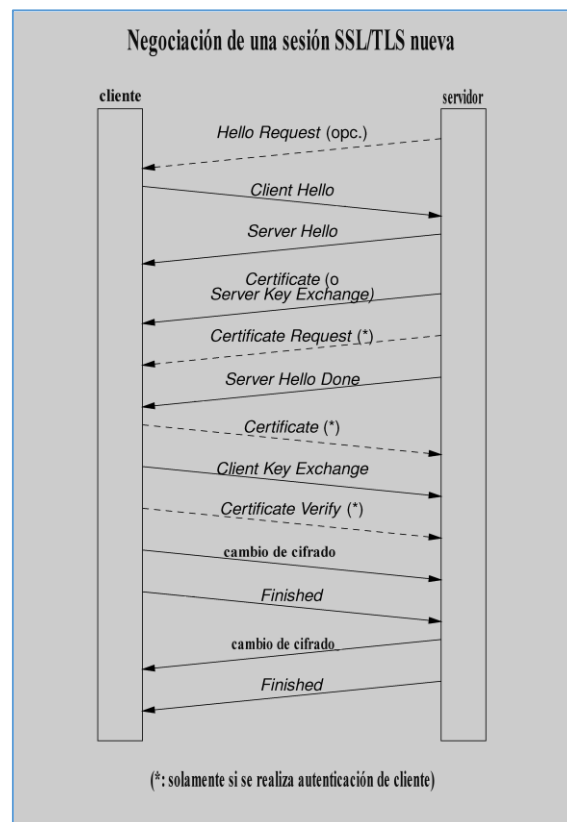 Negociación de una sesión SSL/TLS nueva
cliente
servidor
Hello Request (opc.)
Client Hello
Server Hello
Certificate (o
Server Key Exchange)
Certificate Request (*)
Server Hello Done
Certificate (*)
Client Key Exchange
Certificate Verify (*)
cambio de cifrado
Finished
cambio de cifrado
Finished
(*: solamente si se realiza autenticación de cliente)